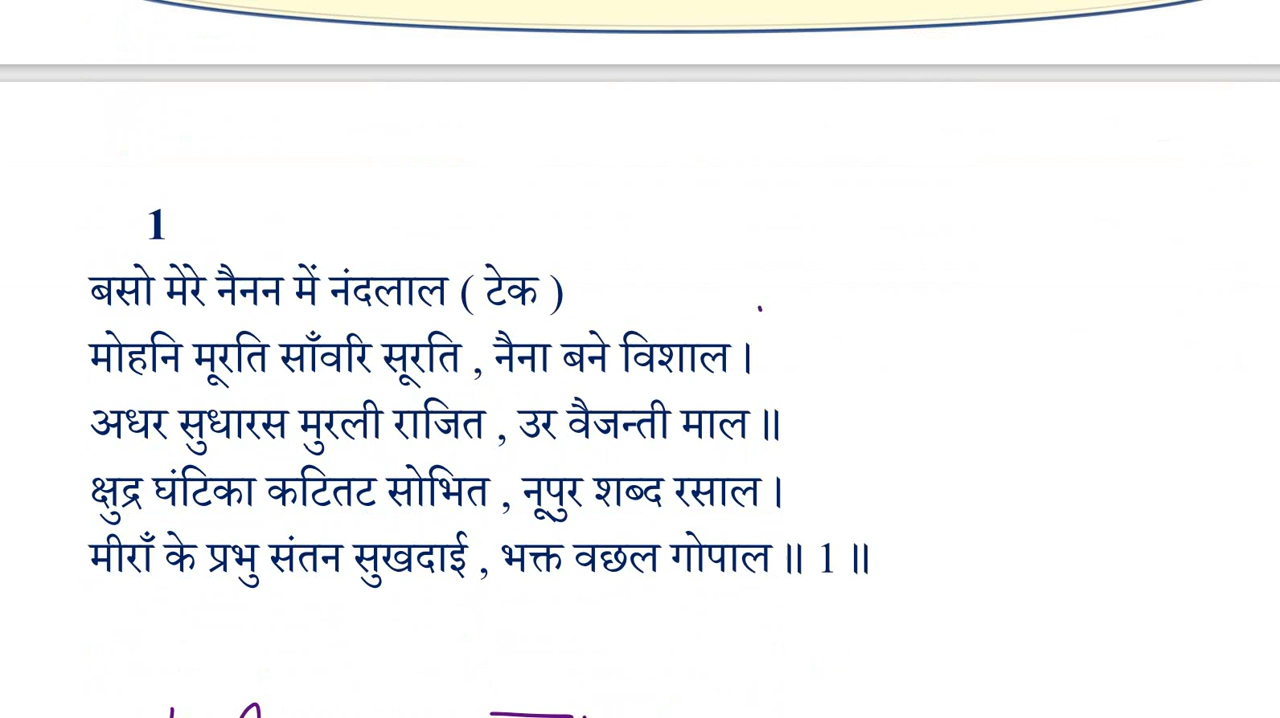 1
बसो मेरे नैनन में नंदलाल ( टेक )
मोहनि मूरति साँवरि सूरति , नैना बने विशाल ।
अधर सुधारस मुरली राजित , उर वैजन्ती माल ॥
क्षुद्र घंटिका कटितट सोभित , नूपुर शब्द रसाल ।
मीराँ के प्रभु संतन सुखदाई , भक्त वछल गोपाल ॥ 1 ॥